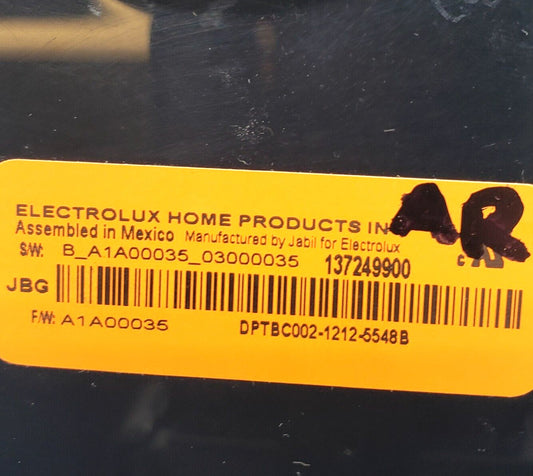 ELECTROLUX HOME PRODUCTS IN
AR
Assembled in Mexico Manufactured by Jabil for Electrolux
S/W: B_A1A00035_03000035 137249900
JBG
F/W: A1A00035 DPTBC002-1212-5548B